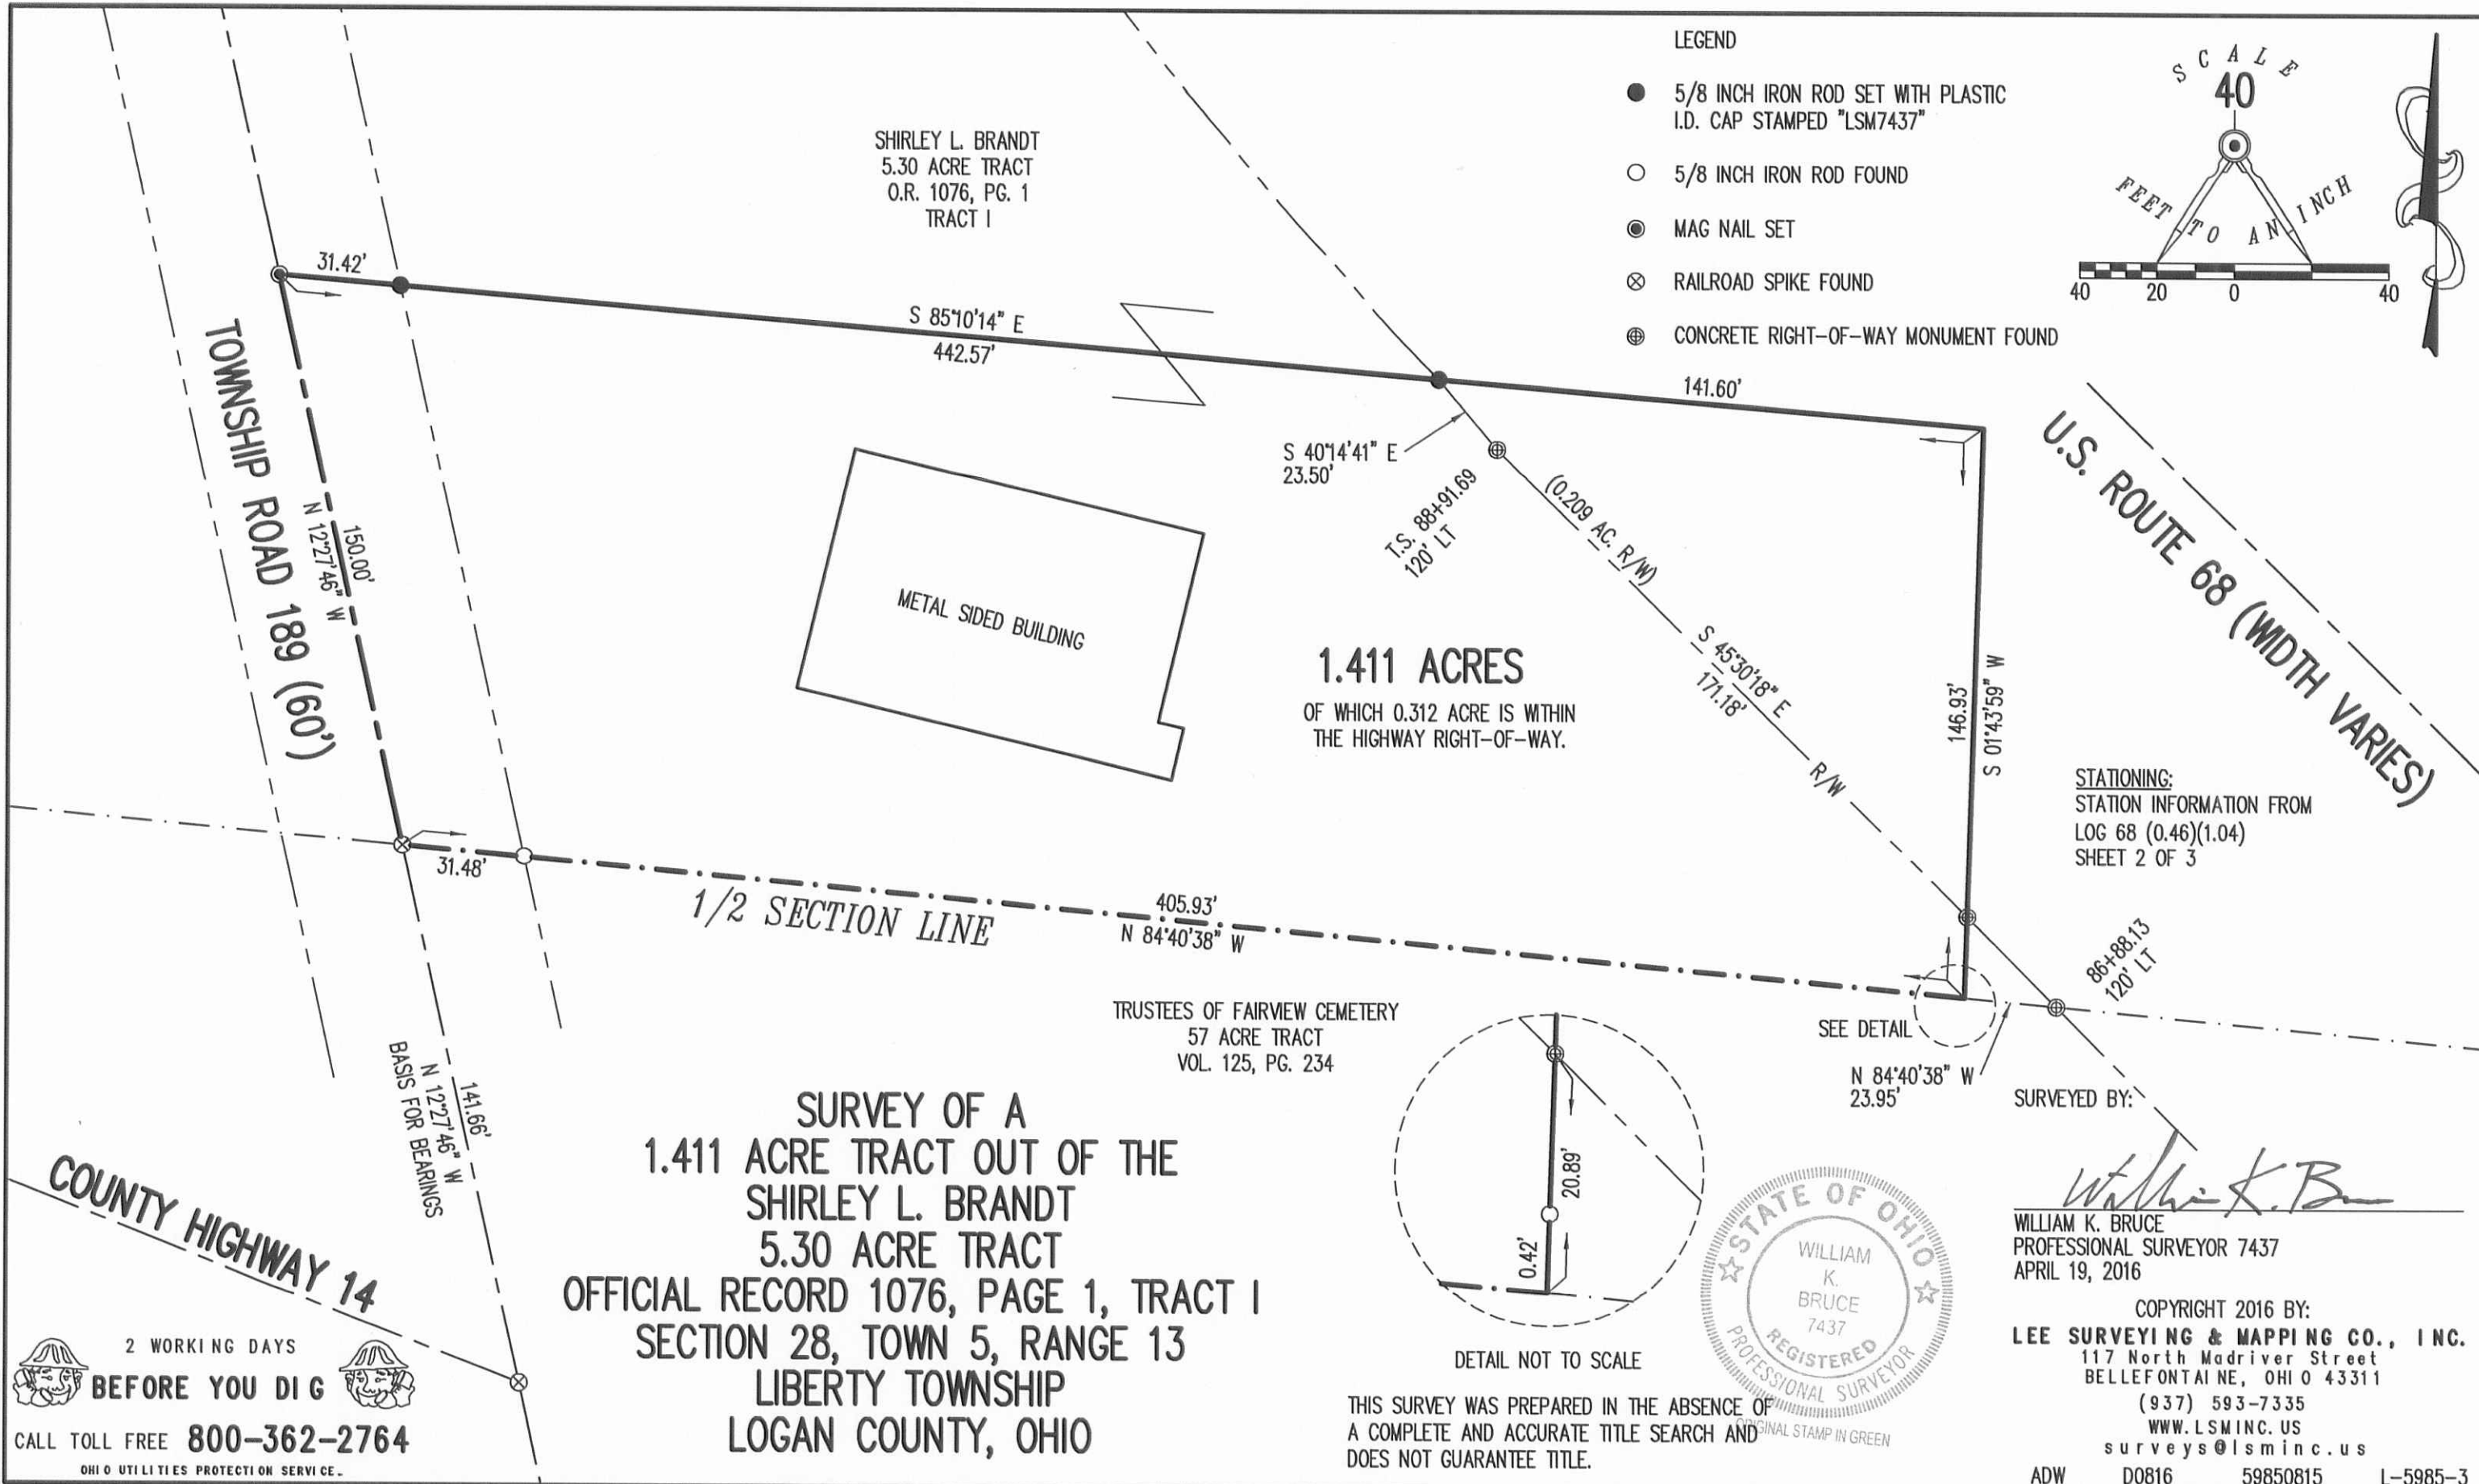 LEGEND
5/8 INCH IRON ROD SET WITH PLASTIC
I.D. CAP STAMPED "LSM7437"
5/8 INCH IRON ROD FOUND
MAG NAIL SET
RAILROAD SPIKE FOUND
CONCRETE RIGHT-OF-WAY MONUMENT FOUND
SCALE
40
FEET TO AN INCH
40 20 0 40
SHIRLEY L. BRANDT
5.30 ACRE TRACT
O.R. 1076, PG. 1
TRACT I
31.42'
S 85°10'14" E
442.57'
141.60'
S 40°14'41" E
23.50'
T.S. 88+91.69
120' LT
(0.209 AC. R/W)
S 45°30'18" E
171.18'
R/W
U.S. ROUTE 68 (WIDTH VARIES)
TOWNSHIP ROAD 189 (60')
150.00'
N 12°27'46" W
METAL SIDED BUILDING
1.411 ACRES
OF WHICH 0.312 ACRE IS WITHIN
THE HIGHWAY RIGHT-OF-WAY.
146.93'
S 01°43'59" W
STATIONING:
STATION INFORMATION FROM
LOG 68 (0.46)(1.04)
SHEET 2 OF 3
31.48'
1/2 SECTION LINE
405.93'
N 84°40'38" W
86+88.13
120' LT
SEE DETAIL
N 84°40'38" W
23.95'
TRUSTEES OF FAIRVIEW CEMETERY
57 ACRE TRACT
VOL. 125, PG. 234
141.66'
N 12°27'46" W
BASIS FOR BEARINGS
COUNTY HIGHWAY 14
SURVEY OF A
1.411 ACRE TRACT OUT OF THE
SHIRLEY L. BRANDT
5.30 ACRE TRACT
OFFICIAL RECORD 1076, PAGE 1, TRACT I
SECTION 28, TOWN 5, RANGE 13
LIBERTY TOWNSHIP
LOGAN COUNTY, OHIO
20.89'
0.42'
DETAIL NOT TO SCALE
THIS SURVEY WAS PREPARED IN THE ABSENCE OF
A COMPLETE AND ACCURATE TITLE SEARCH AND
DOES NOT GUARANTEE TITLE.
STATE OF OHIO
WILLIAM
K.
BRUCE
7437
REGISTERED
PROFESSIONAL SURVEYOR
ORIGINAL STAMP IN GREEN
SURVEYED BY:
William K. Bruce
WILLIAM K. BRUCE
PROFESSIONAL SURVEYOR 7437
APRIL 19, 2016
COPYRIGHT 2016 BY:
LEE SURVEYING & MAPPING CO., INC.
117 North Madriver Street
BELLEFONTAINE, OHIO 43311
(937) 593-7335
WWW.LSMINC.US
surveys@lsminc.us
ADW D0816 59850815 L-5985-3
2 WORKING DAYS
BEFORE YOU DIG
CALL TOLL FREE 800-362-2764
OHIO UTILITIES PROTECTION SERVICE.